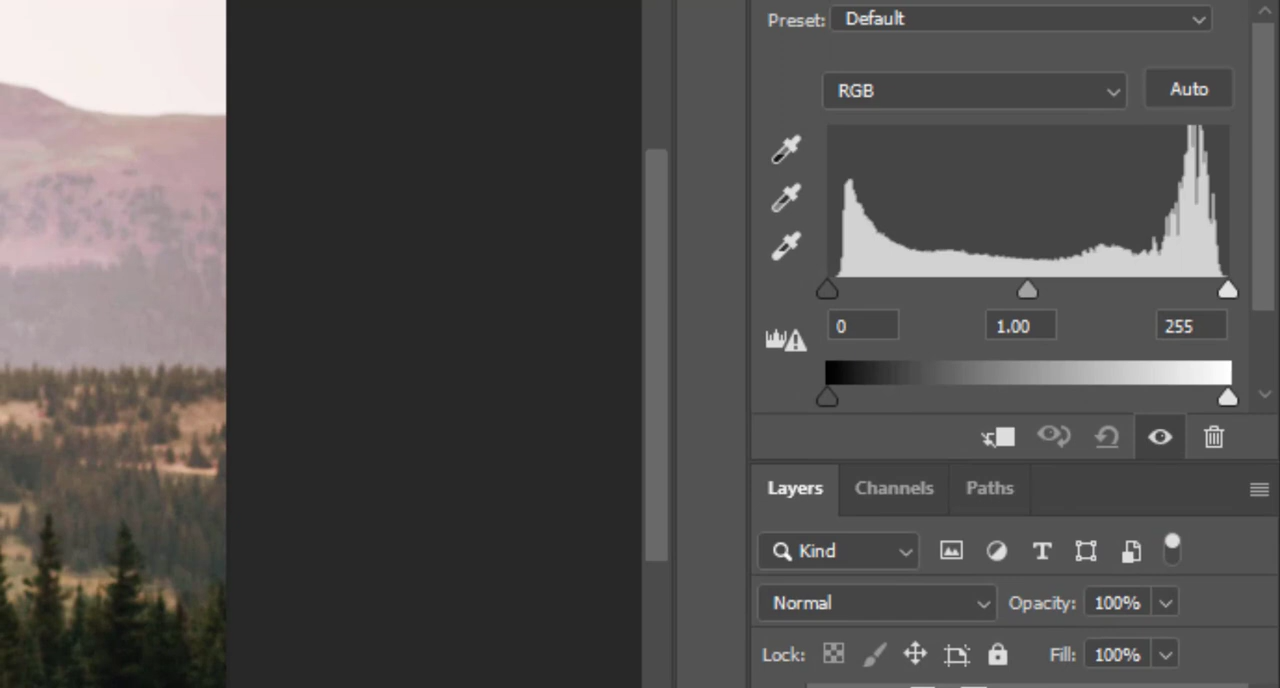 Preset: Default
RGB Auto
0 1.00 255
Layers Channels Paths
Kind
Normal Opacity: 100%
Lock: Fill: 100%